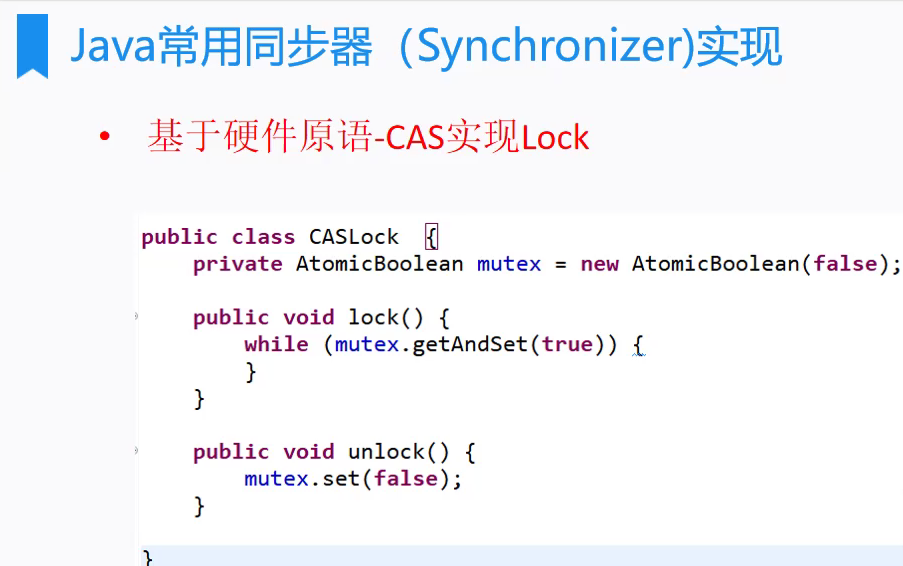 Java常用同步器（Synchronizer)实现
• 基于硬件原语-CAS实现Lock
public class CASLock {
private AtomicBoolean mutex = new AtomicBoolean(false);
public void lock() {
while (mutex.getAndSet(true)) {
}
}
public void unlock() {
mutex.set(false);
}
}